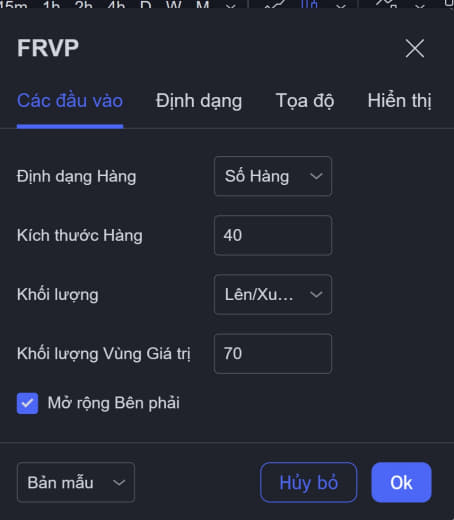 15m 1h 2h 4h D W M
FRVP
Các đầu vào Định dạng Tọa độ Hiển thị
Định dạng Hàng Số Hàng
Kích thước Hàng 40
Khối lượng Lên/Xu...
Khối lượng Vùng Giá trị 70
Mở rộng Bên phải
Bản mẫu Hủy bỏ Ok